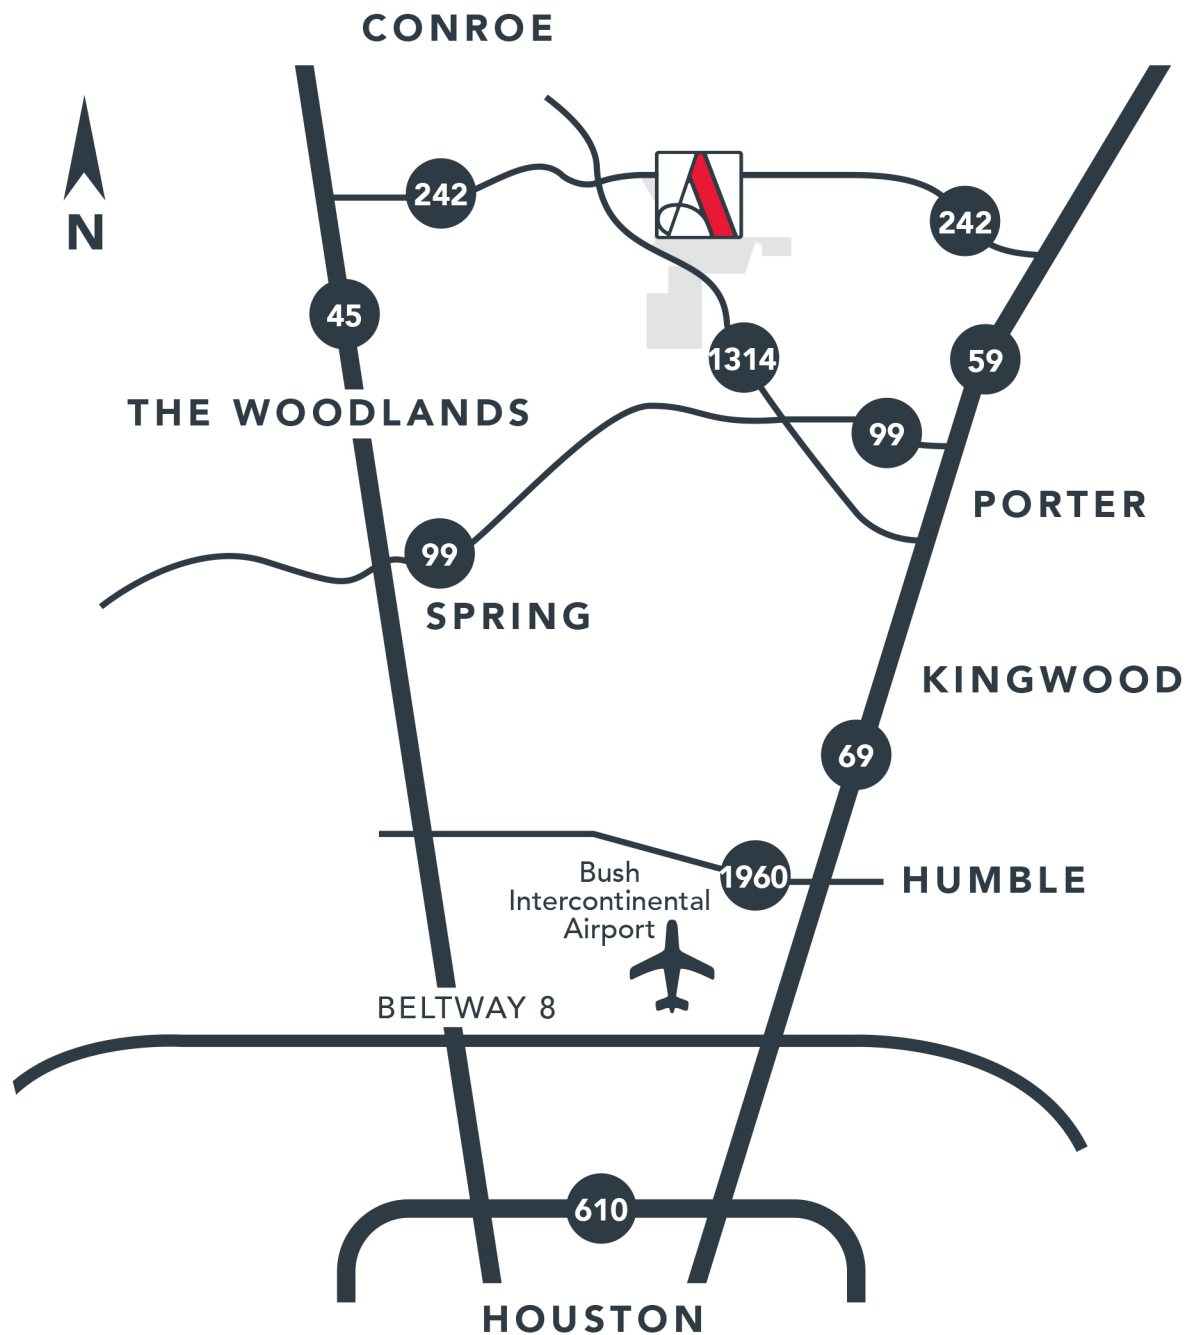 CONROE
242
242
N
45
1314
59
THE WOODLANDS
99
PORTER
99
SPRING
KINGWOOD
69
Bush
Intercontinental
Airport
1960
HUMBLE
BELTWAY 8
610
HOUSTON